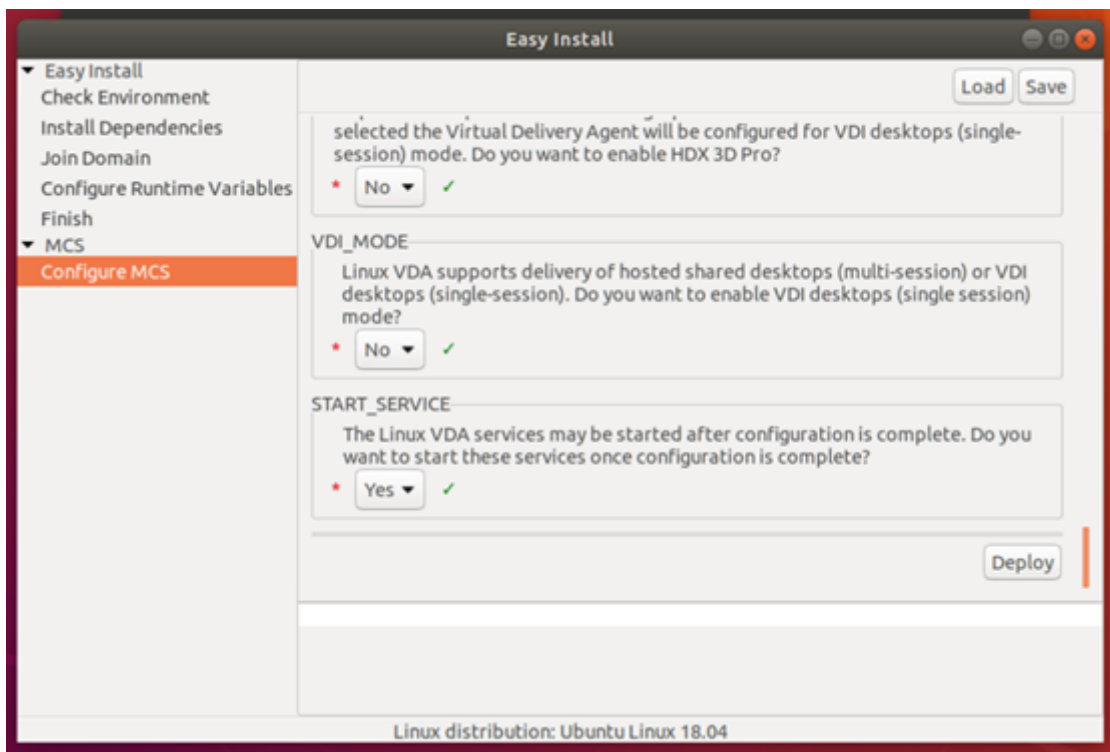 Easy Install
Easy Install
Check Environment
Install Dependencies
Join Domain
Configure Runtime Variables
Finish
MCS
Configure MCS
Load Save
selected the Virtual Delivery Agent will be configured for VDI desktops (single-
session) mode. Do you want to enable HDX 3D Pro?
* No ✓
VDI_MODE
Linux VDA supports delivery of hosted shared desktops (multi-session) or VDI
desktops (single-session). Do you want to enable VDI desktops (single session)
mode?
* No ✓
START_SERVICE
The Linux VDA services may be started after configuration is complete. Do you
want to start these services once configuration is complete?
* Yes ✓
Deploy
Linux distribution: Ubuntu Linux 18.04